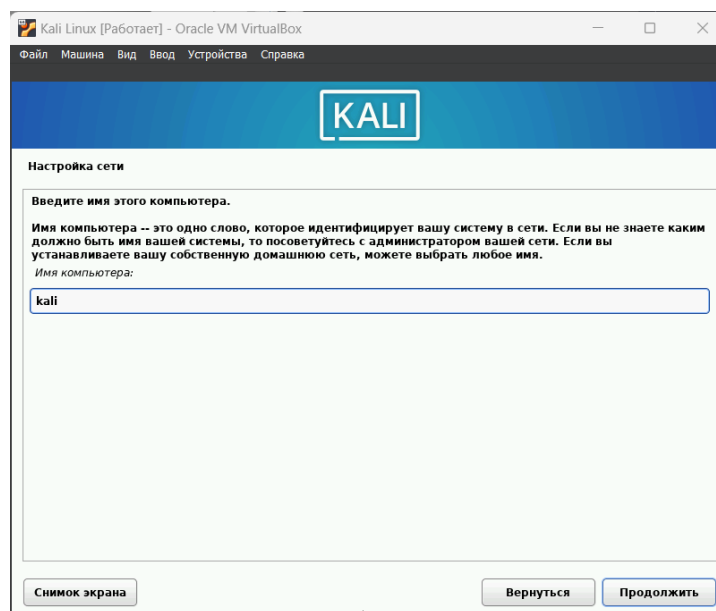 Kali Linux [Работает] - Oracle VM VirtualBox
Файл Машина Вид Ввод Устройства Справка
KALI
Настройка сети
Введите имя этого компьютера.
Имя компьютера -- это одно слово, которое идентифицирует вашу систему в сети. Если вы не знаете каким
должно быть имя вашей системы, то посоветуйтесь с администратором вашей сети. Если вы
устанавливаете вашу собственную домашнюю сеть, можете выбрать любое имя.
Имя компьютера:
kali
Снимок экрана Вернуться Продолжить